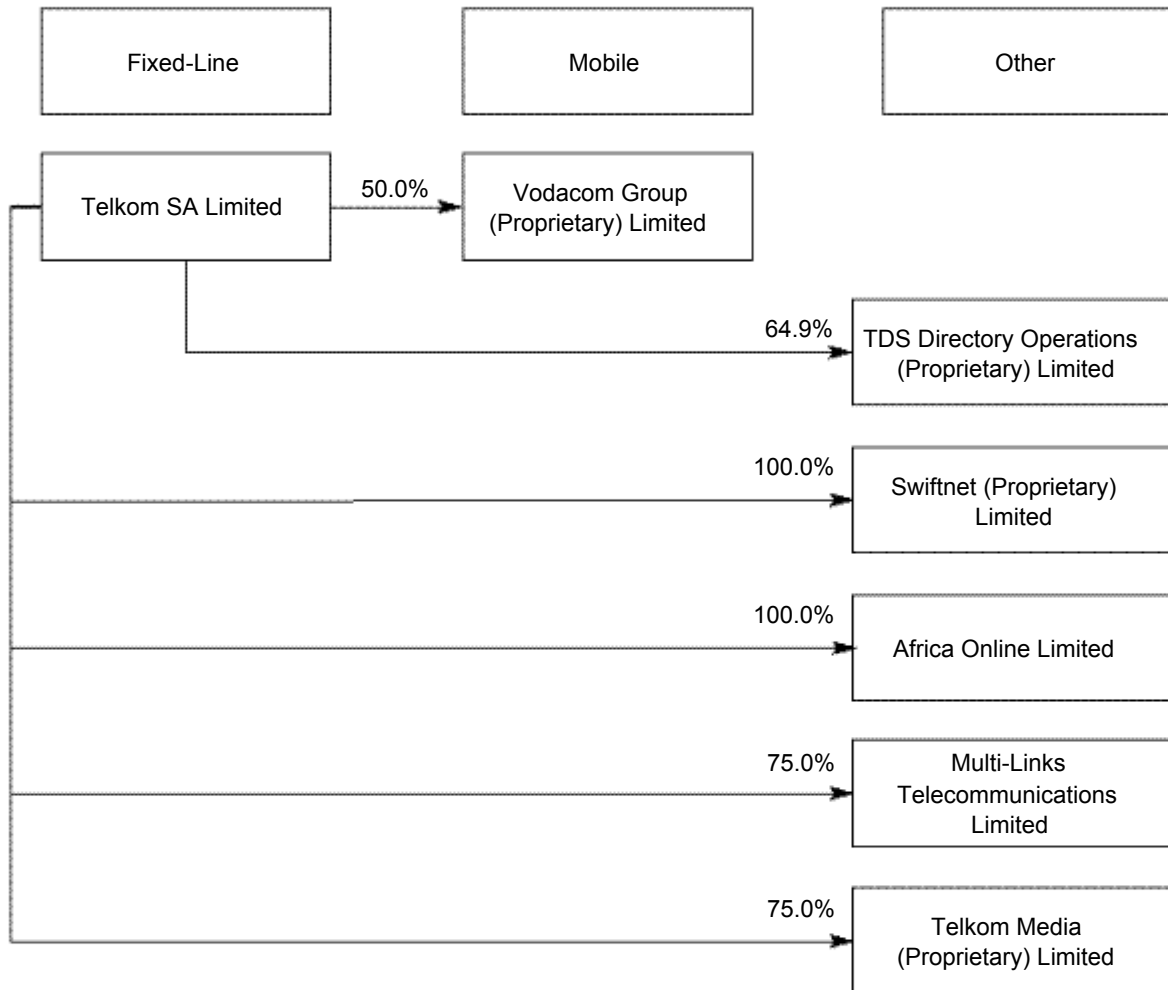 Fixed-Line
Mobile
Other
Telkom SA Limited
50.0%
Vodacom Group
(Proprietary) Limited
64.9%
TDS Directory Operations
(Proprietary) Limited
100.0%
Swiftnet (Proprietary)
Limited
100.0%
Africa Online Limited
75.0%
Multi-Links
Telecommunications
Limited
75.0%
Telkom Media
(Proprietary) Limited